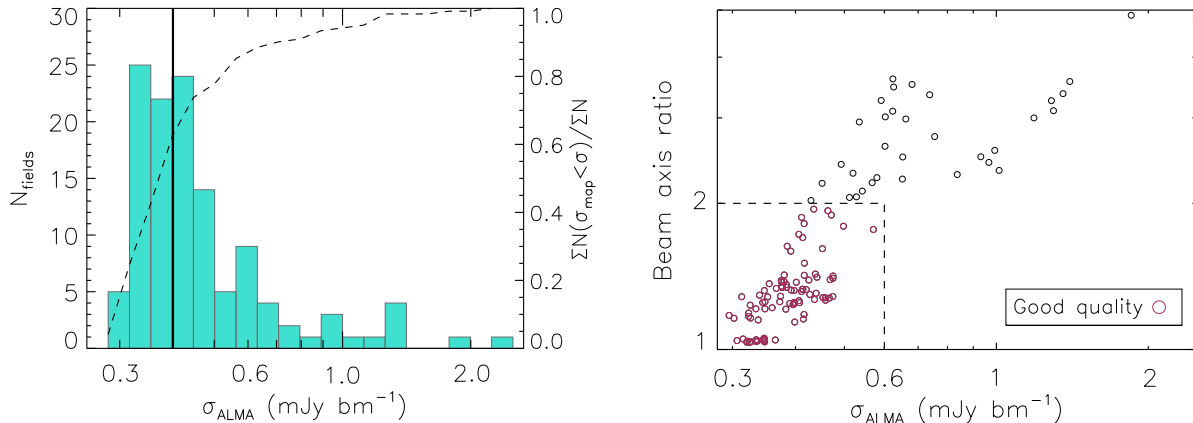 30
25
20
15
10
5
0
N_fields
1.0
0.8
0.6
0.4
0.2
0.0
ΣN(σ_map<σ)/ΣN
0.3 0.6 1.0 2.0
σ_ALMA (mJy bm⁻¹)
Beam axis ratio
2
1
Good quality
0.3 0.6 1 2
σ_ALMA (mJy bm⁻¹)